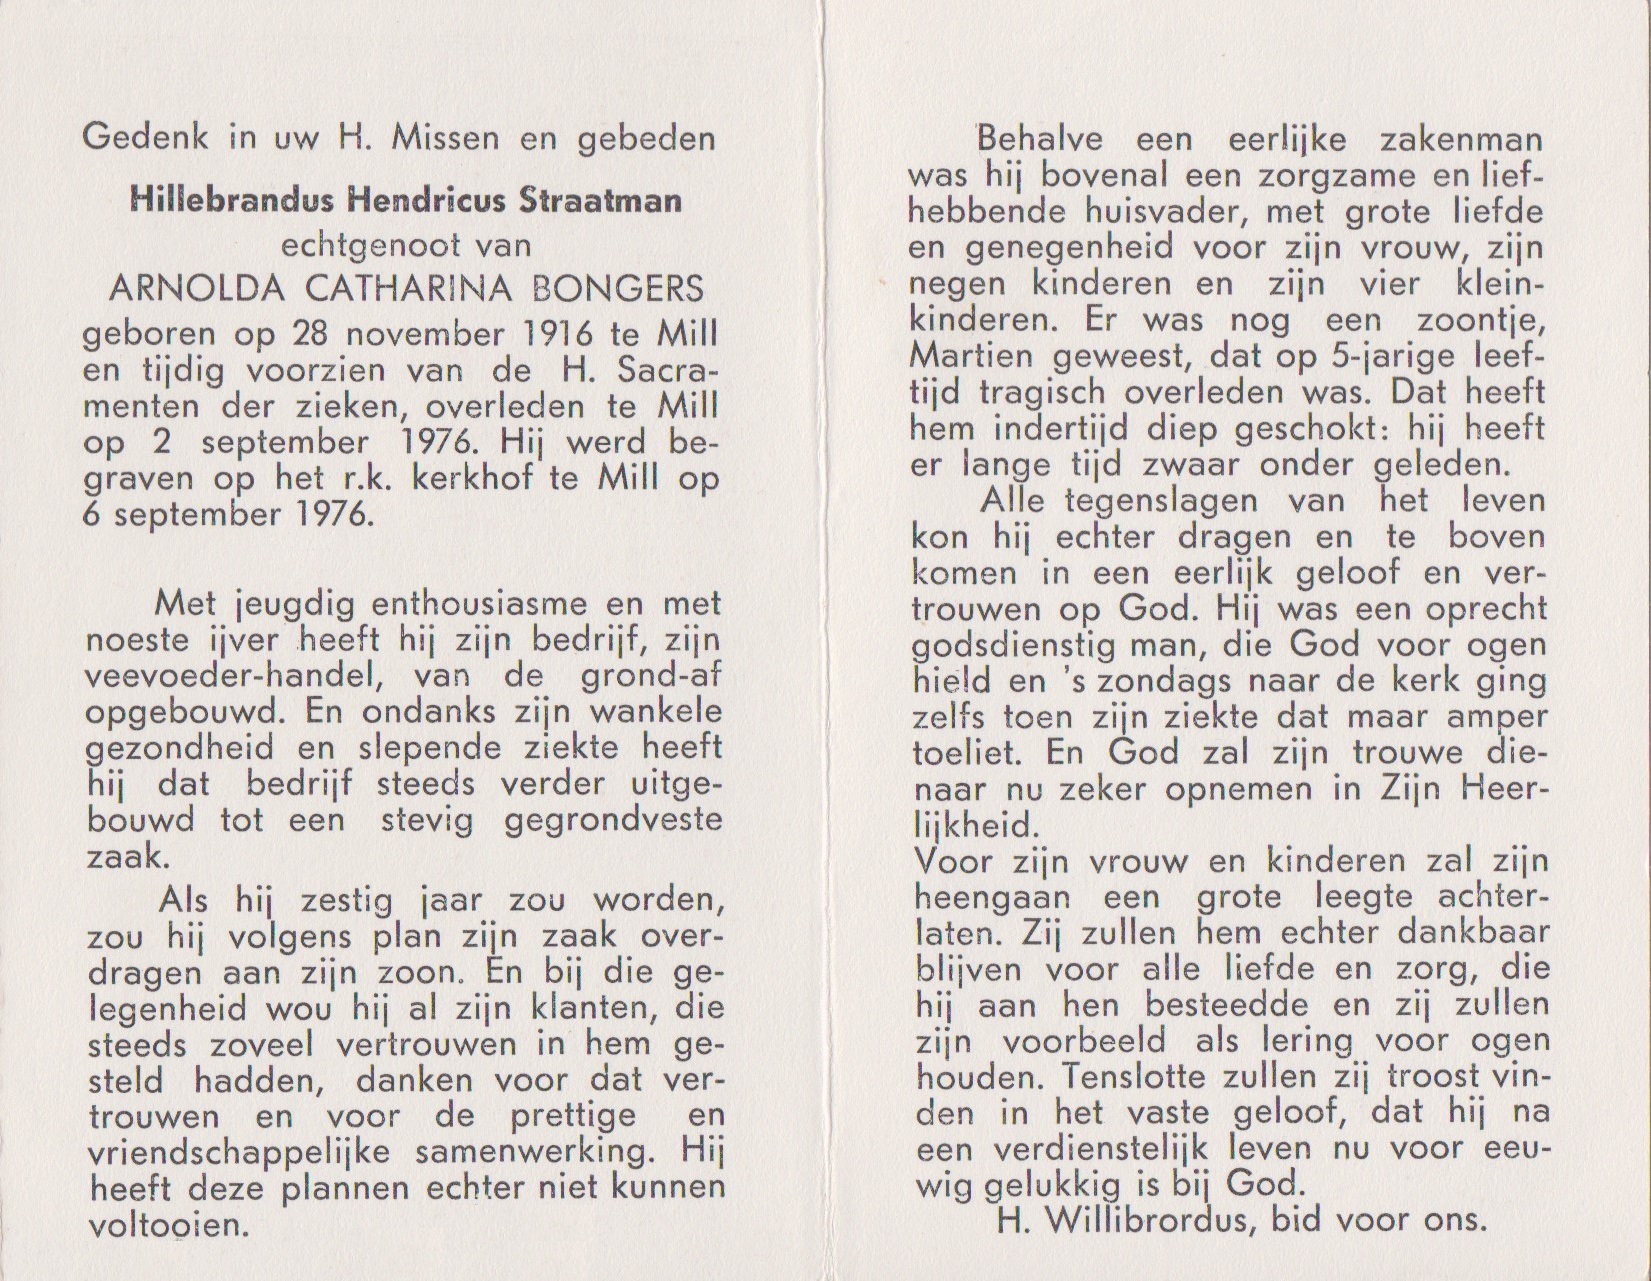 Gedenk in uw H. Missen en gebeden
Hillebrandus Hendricus Straatman
echtgenoot van
ARNOLDA CATHARINA BONGERS
geboren op 28 november 1916 te Mill
en tijdig voorzien van de H. Sacra-
menten der zieken, overleden te Mill
op 2 september 1976. Hij werd be-
graven op het r.k. kerkhof te Mill op
6 september 1976.
Met jeugdig enthousiasme en met
noeste ijver heeft hij zijn bedrijf, zijn
veevoeder-handel, van de grond-af
opgebouwd. En ondanks zijn wankele
gezondheid en slepende ziekte heeft
hij dat bedrijf steeds verder uitge-
bouwd tot een stevig gegrondveste
zaak.
Als hij zestig jaar zou worden,
zou hij volgens plan zijn zaak over-
dragen aan zijn zoon. En bij die ge-
legenheid wou hij al zijn klanten, die
steeds zoveel vertrouwen in hem ge-
steld hadden, danken voor dat ver-
trouwen en voor de prettige en
vriendschappelijke samenwerking. Hij
heeft deze plannen echter niet kunnen
voltooien.
Behalve een eerlijke zakenman
was hij bovenal een zorgzame en lief-
hebbende huisvader, met grote liefde
en genegenheid voor zijn vrouw, zijn
negen kinderen en zijn vier klein-
kinderen. Er was nog een zoontje,
Martien geweest, dat op 5-jarige leef-
tijd tragisch overleden was. Dat heeft
hem indertijd diep geschokt: hij heeft
er lange tijd zwaar onder geleden.
Alle tegenslagen van het leven
kon hij echter dragen en te boven
komen in een eerlijk geloof en ver-
trouwen op God. Hij was een oprecht
godsdienstig man, die God voor ogen
hield en 's zondags naar de kerk ging
zelfs toen zijn ziekte dat maar amper
toeliet. En God zal zijn trouwe die-
naar nu zeker opnemen in Zijn Heer-
lijkheid.
Voor zijn vrouw en kinderen zal zijn
heengaan een grote leegte achter-
laten. Zij zullen hem echter dankbaar
blijven voor alle liefde en zorg, die
hij aan hen besteedde en zij zullen
zijn voorbeeld als lering voor ogen
houden. Tenslotte zullen zij troost vin-
den in het vaste geloof, dat hij na
een verdienstelijk leven nu voor eeu-
wig gelukkig is bij God.
H. Willibrordus, bid voor ons.